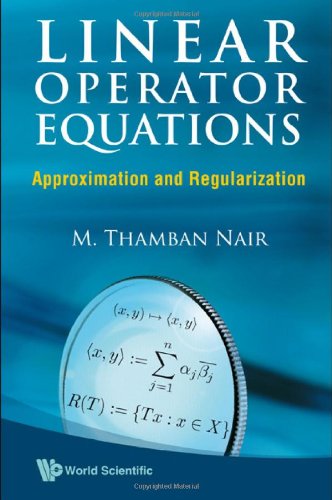 LINEAR
OPERATOR
EQUATIONS
Approximation and Regularization
M. THAMBAN NAIR
(x, y) ↦ ⟨x, y⟩
⟨x, y⟩ := ∑_{j=1}^{n} α_j \overline{β_j}
R(T) := {Tx : x ∈ X}
World Scientific